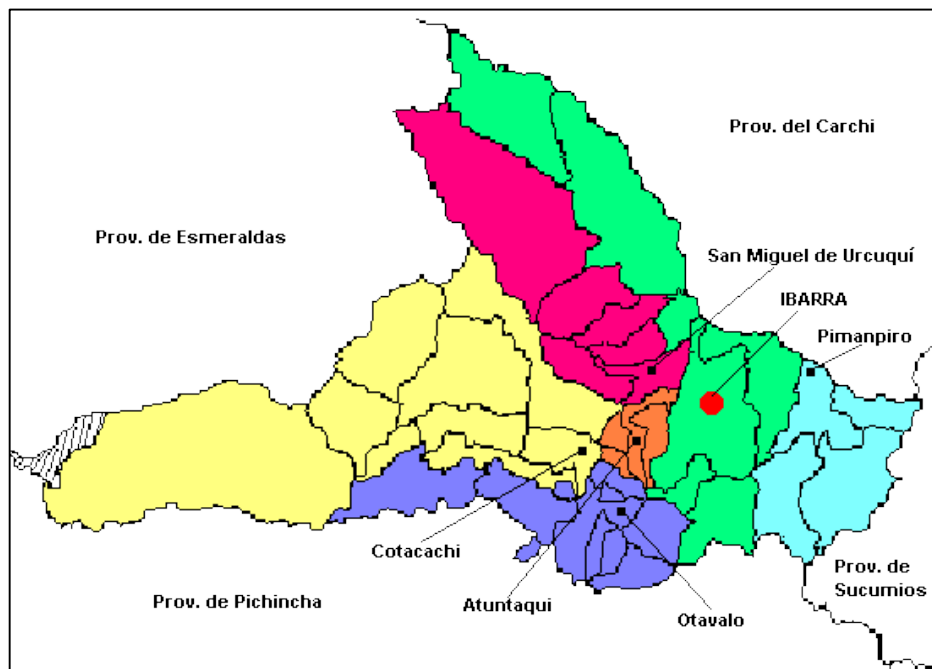 Prov. del Carchi
Prov. de Esmeraldas
San Miguel de Urcuquí
IBARRA
Pimanpiro
Cotacachi
Prov. de
Sucumios
Prov. de Pichincha
Atuntaqui
Otavalo